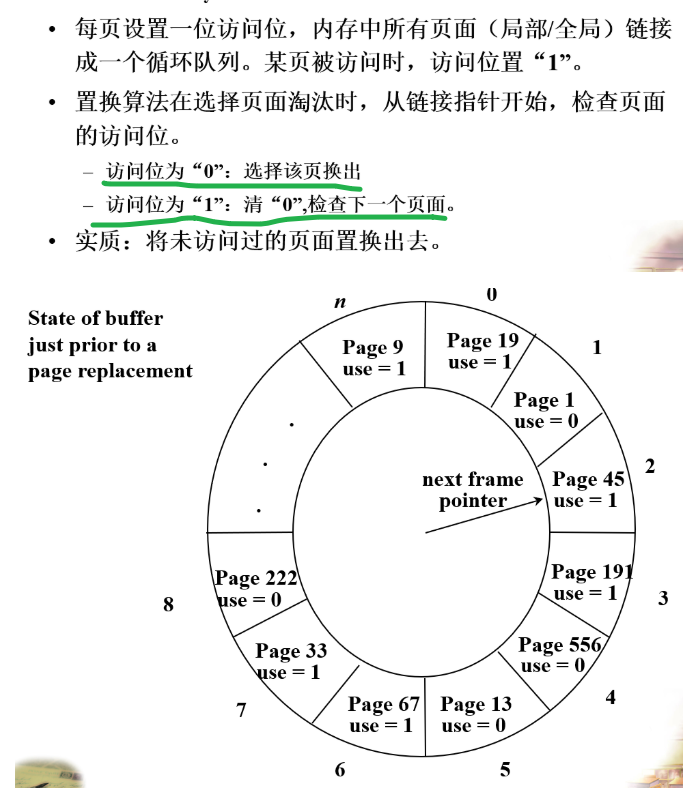 • 每页设置一位访问位，内存中所有页面（局部/全局）链接
成一个循环队列。某页被访问时，访问位置“1”。
• 置换算法在选择页面淘汰时，从链接指针开始，检查页面
的访问位。
– 访问位为“0”：选择该页换出
– 访问位为“1”：清“0”,检查下一个页面。
• 实质：将未访问过的页面置换出去。
State of buffer
just prior to a
page replacement
n
0
Page 9
use = 1
Page 19
use = 1
1
Page 1
use = 0
2
next frame
pointer
Page 45
use = 1
Page 191
use = 1
3
Page 222
use = 0
8
Page 556
use = 0
4
Page 33
use = 1
7
Page 67
use = 1
6
Page 13
use = 0
5